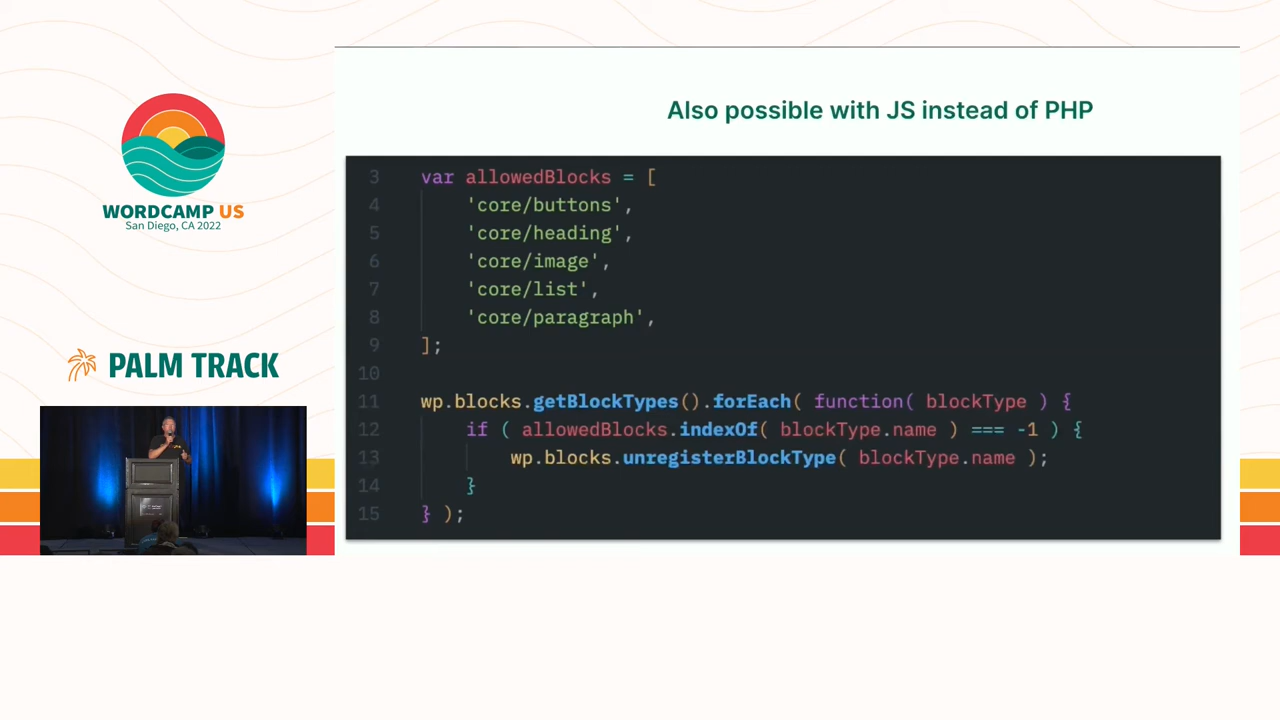 WORDCAMP US
San Diego, CA 2022
PALM TRACK
Also possible with JS instead of PHP
3 var allowedBlocks = [
4 'core/buttons',
5 'core/heading',
6 'core/image',
7 'core/list',
8 'core/paragraph',
9 ];
10
11 wp.blocks.getBlockTypes().forEach( function( blockType ) {
12 if ( allowedBlocks.indexOf( blockType.name ) === -1 ) {
13 wp.blocks.unregisterBlockType( blockType.name );
14 }
15 } );